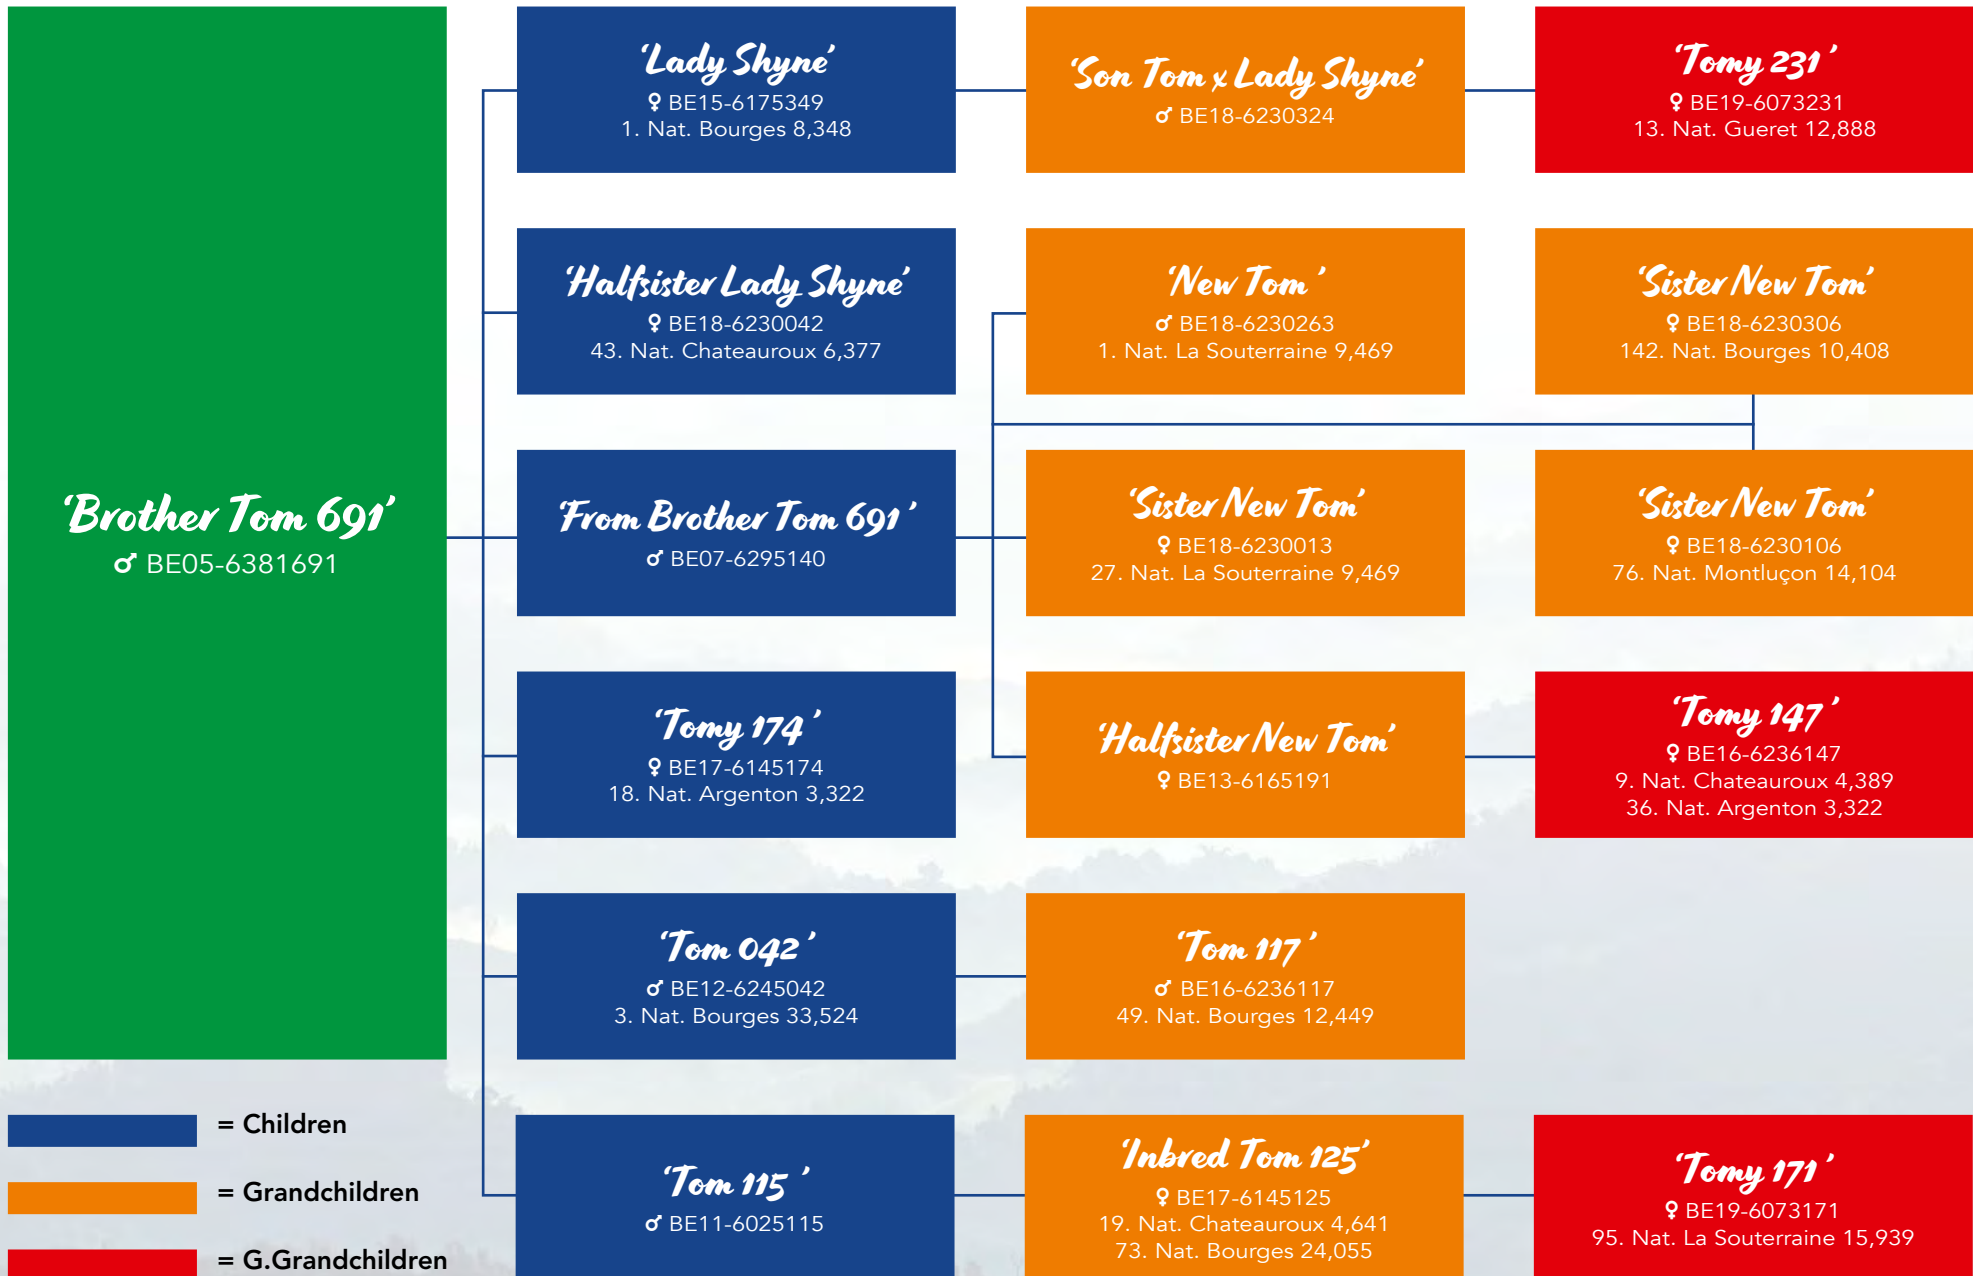 'Brother Tom 691'
♂ BE05-6381691
'Lady Shyne'
♀ BE15-6175349
1. Nat. Bourges 8,348
'Son Tom x Lady Shyne'
♂ BE18-6230324
'Tomy 231'
♀ BE19-6073231
13. Nat. Gueret 12,888
'Halfsister Lady Shyne'
♀ BE18-6230042
43. Nat. Chateauroux 6,377
'New Tom'
♂ BE18-6230263
1. Nat. La Souterraine 9,469
'Sister New Tom'
♀ BE18-6230306
142. Nat. Bourges 10,408
'From Brother Tom 691'
♂ BE07-6295140
'Sister New Tom'
♀ BE18-6230013
27. Nat. La Souterraine 9,469
'Sister New Tom'
♀ BE18-6230106
76. Nat. Montluçon 14,104
'Tomy 174'
♀ BE17-6145174
18. Nat. Argenton 3,322
'Halfsister New Tom'
♀ BE13-6165191
'Tomy 147'
♀ BE16-6236147
9. Nat. Chateauroux 4,389
36. Nat. Argenton 3,322
'Tom 042'
♂ BE12-6245042
3. Nat. Bourges 33,524
'Tom 117'
♂ BE16-6236117
49. Nat. Bourges 12,449
'Tom 115'
♂ BE11-6025115
'Inbred Tom 125'
♀ BE17-6145125
19. Nat. Chateauroux 4,641
73. Nat. Bourges 24,055
'Tomy 171'
♀ BE19-6073171
95. Nat. La Souterraine 15,939
= Children
= Grandchildren
= G.Grandchildren